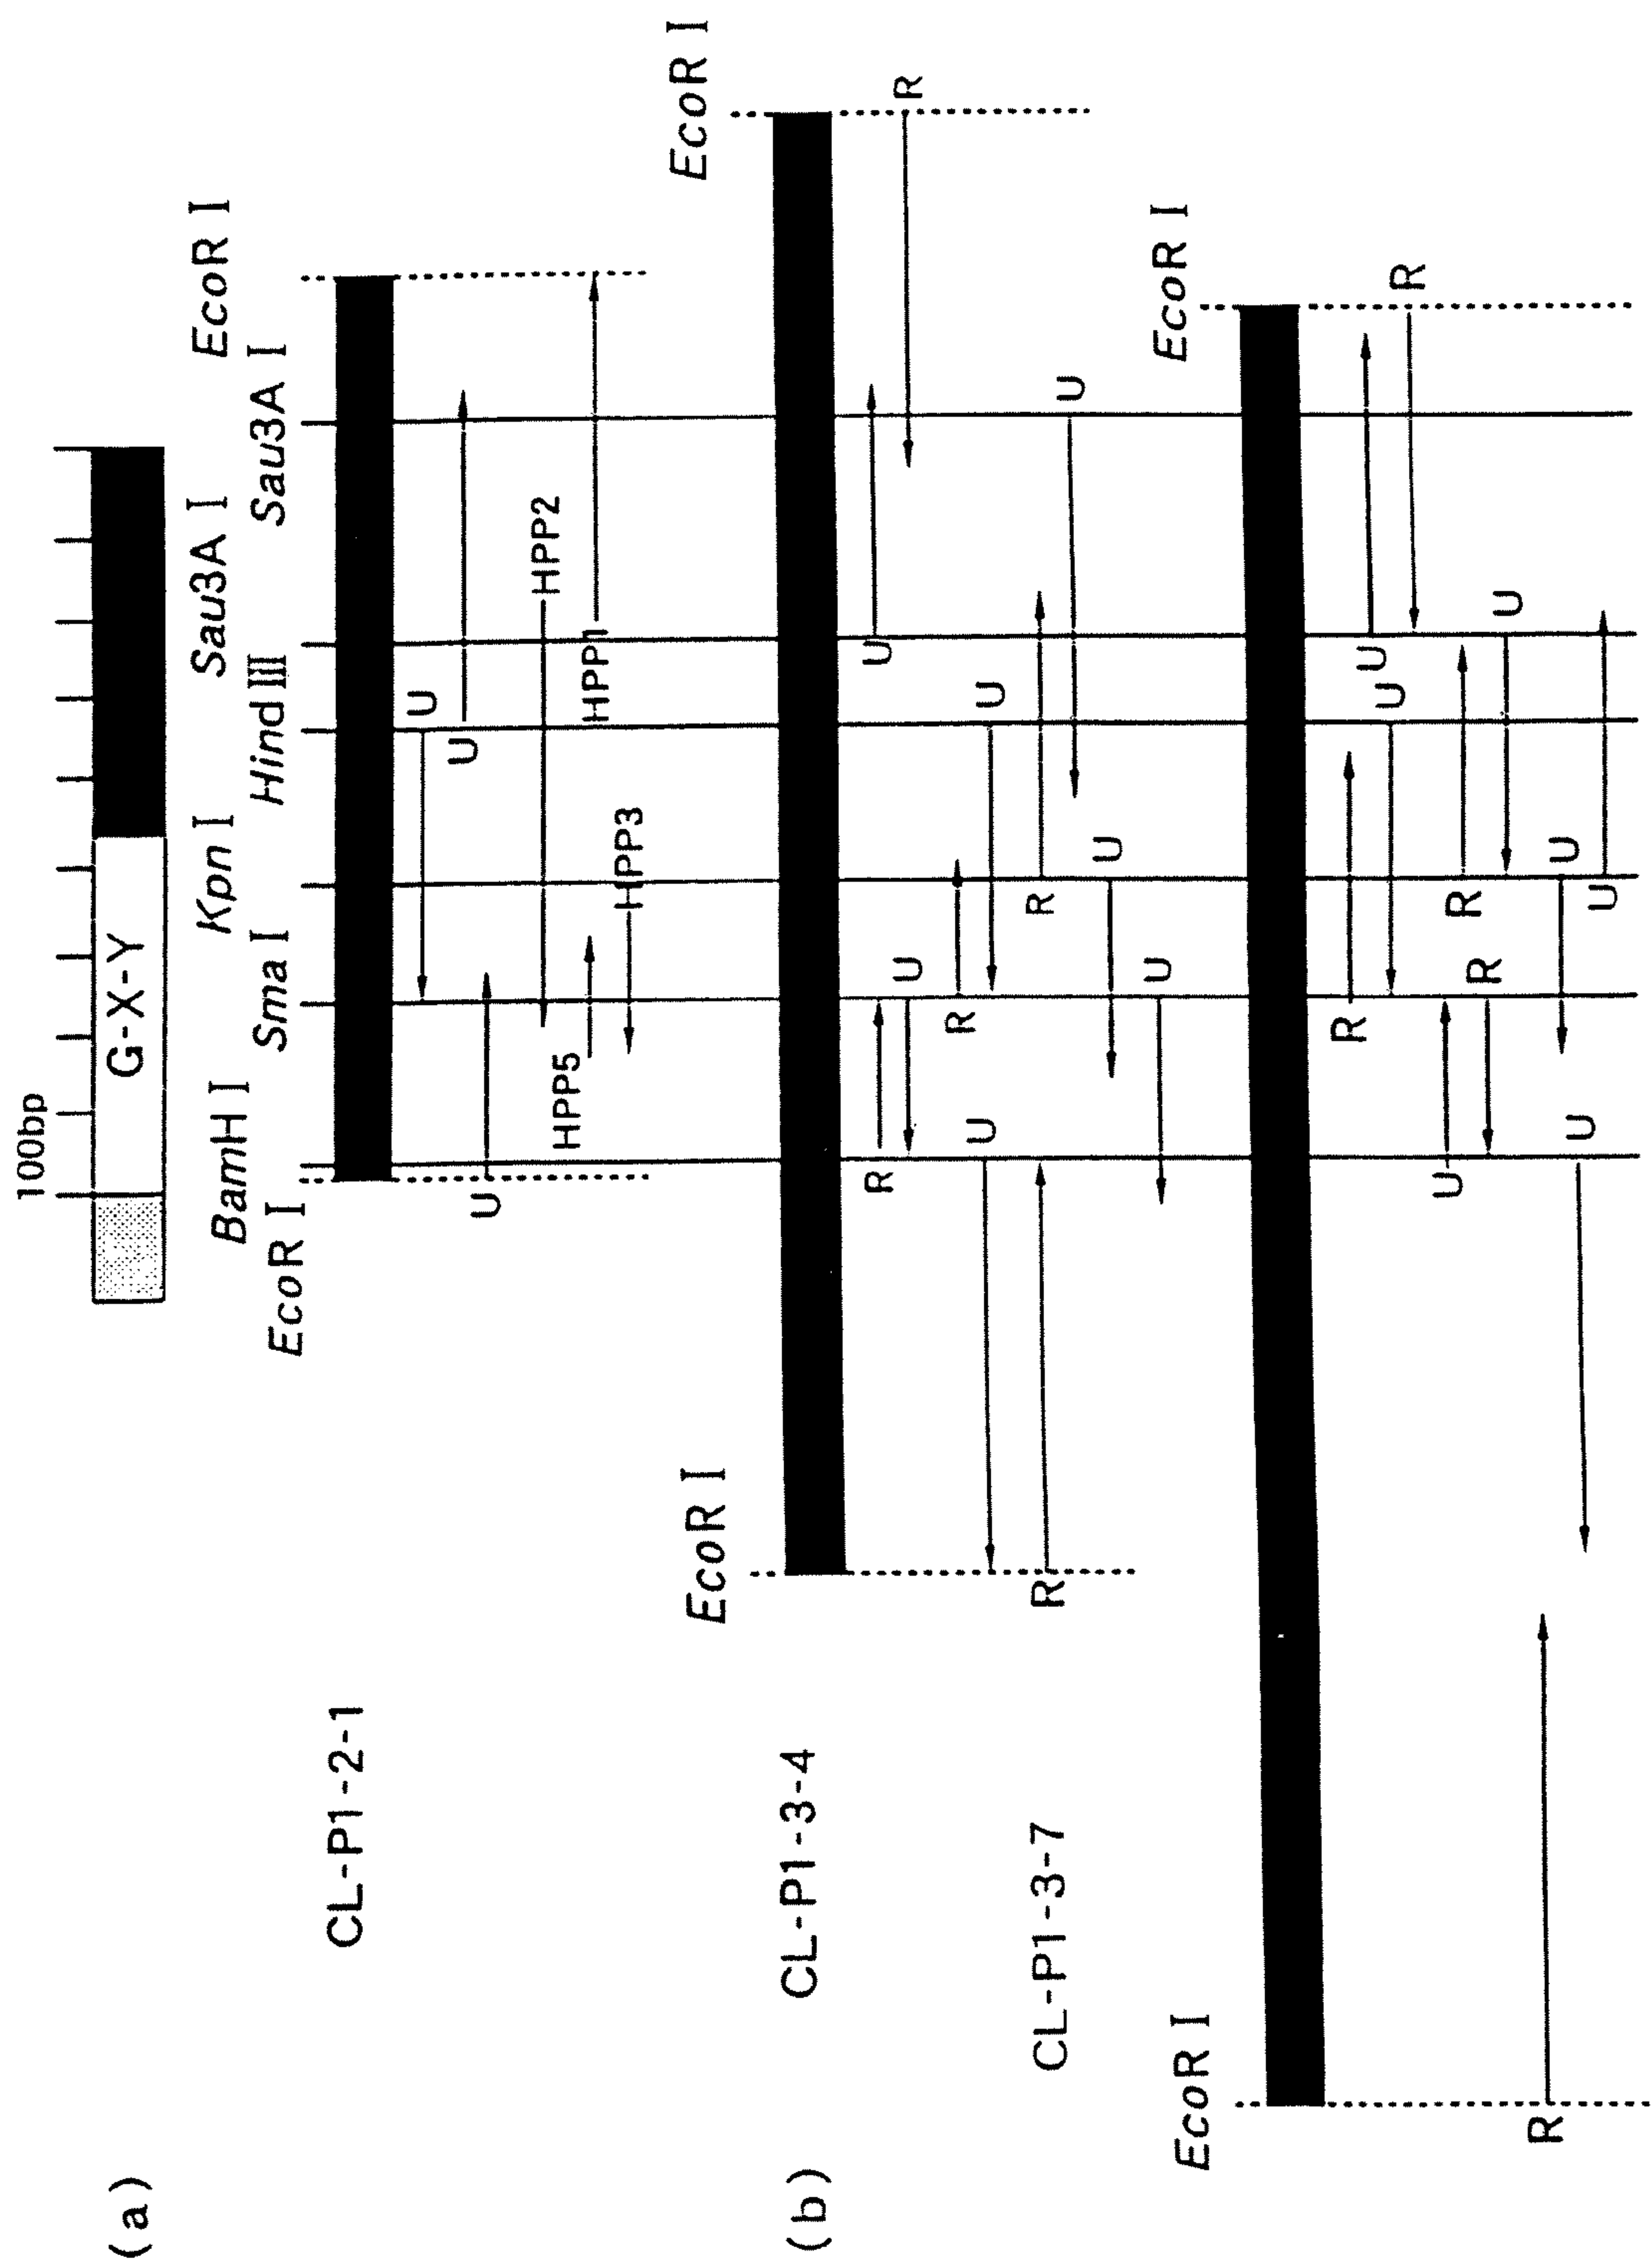 (a)
100bp
G-X-Y
EcoR I
BamH I
Sma I
Kpn I
Hind III
Sau3A I
Sau3A I
EcoR I
CL-P1-2-1
U
U
U
HPP2
HPP5
HPP1
HPP3
(b)
CL-P1-3-4
EcoR I
EcoR I
U
R
R
U
R
U
U
R
R
U
U
U
CL-P1-3-7
EcoR I
EcoR I
R
U
U
R
U
R
R
U
R
U
U
U